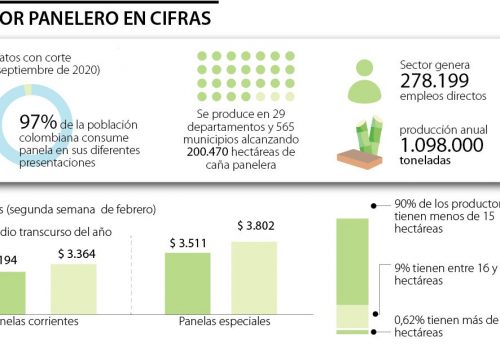 OR PANELERO EN CIFRAS
atos con corte
septiembre de 2020)
97% de la población
colombiana consume
panela en sus diferentes
presentaciones
Se produce en 29
departamentos y 565
municipios alcanzando
200.470 hectáreas de
caña panelera
Sector genera
278.199
empleos directos
producción anual
1.098.000
toneladas
s (segunda semana de febrero)
dio transcurso del año
194
$ 3.364
nelas corrientes
$ 3.511
$ 3.802
Panelas especiales
90% de los productor
tienen menos de 15
hectáreas
9% tienen entre 16 y
hectáreas
0,62% tienen más de
hectáreas